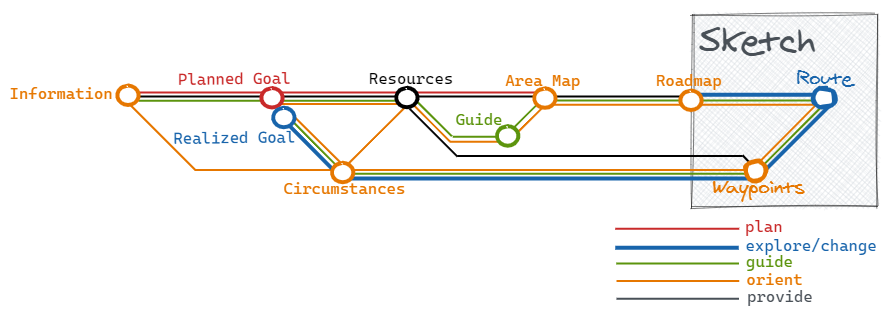 Sketch
Planned Goal
Resources
Area Map
Roadmap
Route
Information
Guide
Realized Goal
Circumstances
Waypoints
plan
explore/change
guide
orient
provide